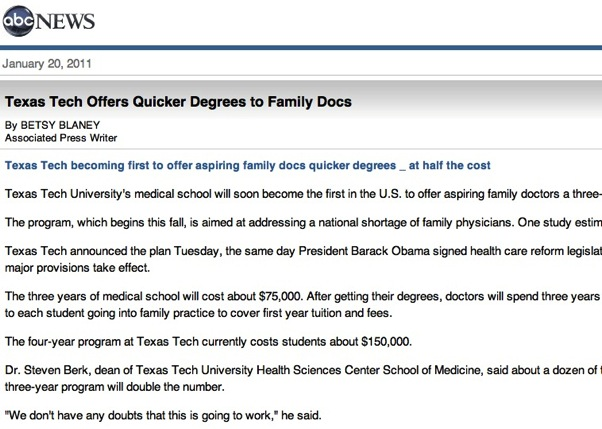 abc NEWS
January 20, 2011
Texas Tech Offers Quicker Degrees to Family Docs
By BETSY BLANEY
Associated Press Writer
Texas Tech becoming first to offer aspiring family docs quicker degrees _ at half the cost
Texas Tech University's medical school will soon become the first in the U.S. to offer aspiring family doctors a three-
The program, which begins this fall, is aimed at addressing a national shortage of family physicians. One study estim
Texas Tech announced the plan Tuesday, the same day President Barack Obama signed health care reform legislat
major provisions take effect.
The three years of medical school will cost about $75,000. After getting their degrees, doctors will spend three years
to each student going into family practice to cover first year tuition and fees.
The four-year program at Texas Tech currently costs students about $150,000.
Dr. Steven Berk, dean of Texas Tech University Health Sciences Center School of Medicine, said about a dozen of t
three-year program will double the number.
"We don't have any doubts that this is going to work," he said.